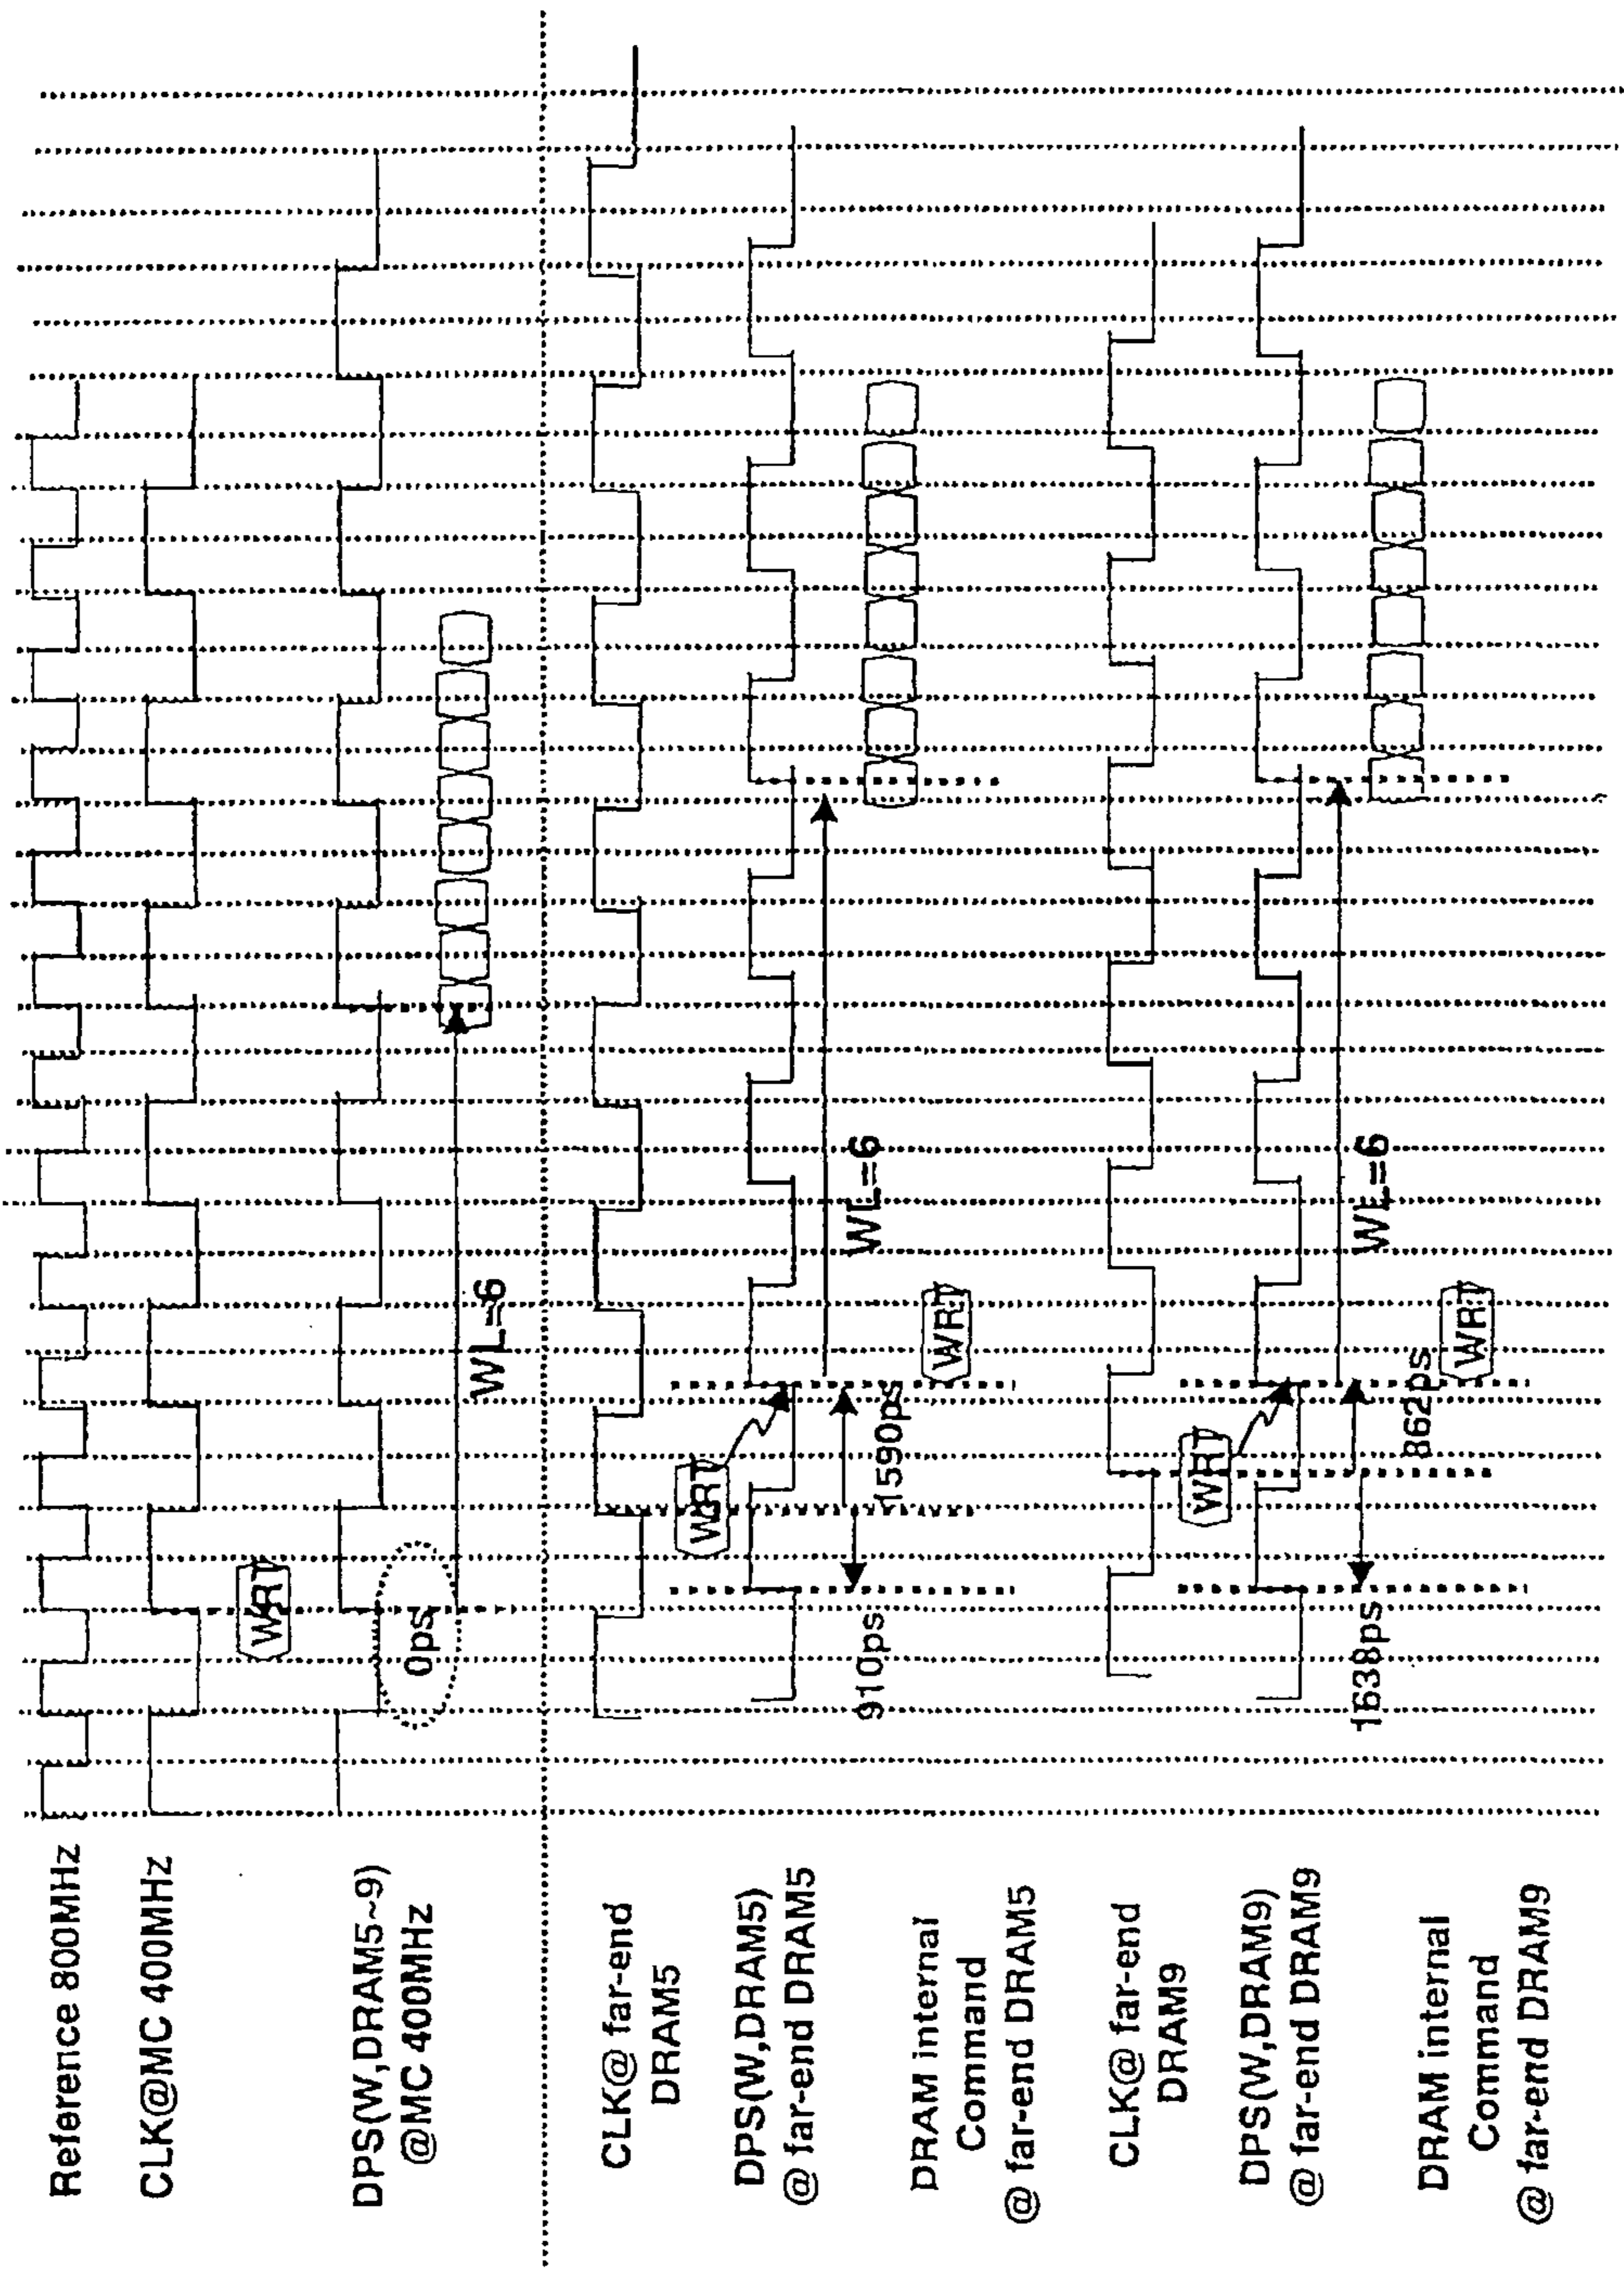 Reference 800MHz
CLK@MC 400MHz
WRT
DPS(W,DRAM5~9)
@MC 400MHz
0ps
WL=6
CLK@ far-end
DRAM5
WRT
DPS(W,DRAM5)
@ far-end DRAM5
910ps
1590ps
WL=6
DRAM internal
Command
@ far-end DRAM5
WRT
CLK@ far-end
DRAM9
WRT
DPS(W,DRAM9)
@ far-end DRAM9
1638ps
862ps
WL=6
DRAM internal
Command
@ far-end DRAM9
WRT